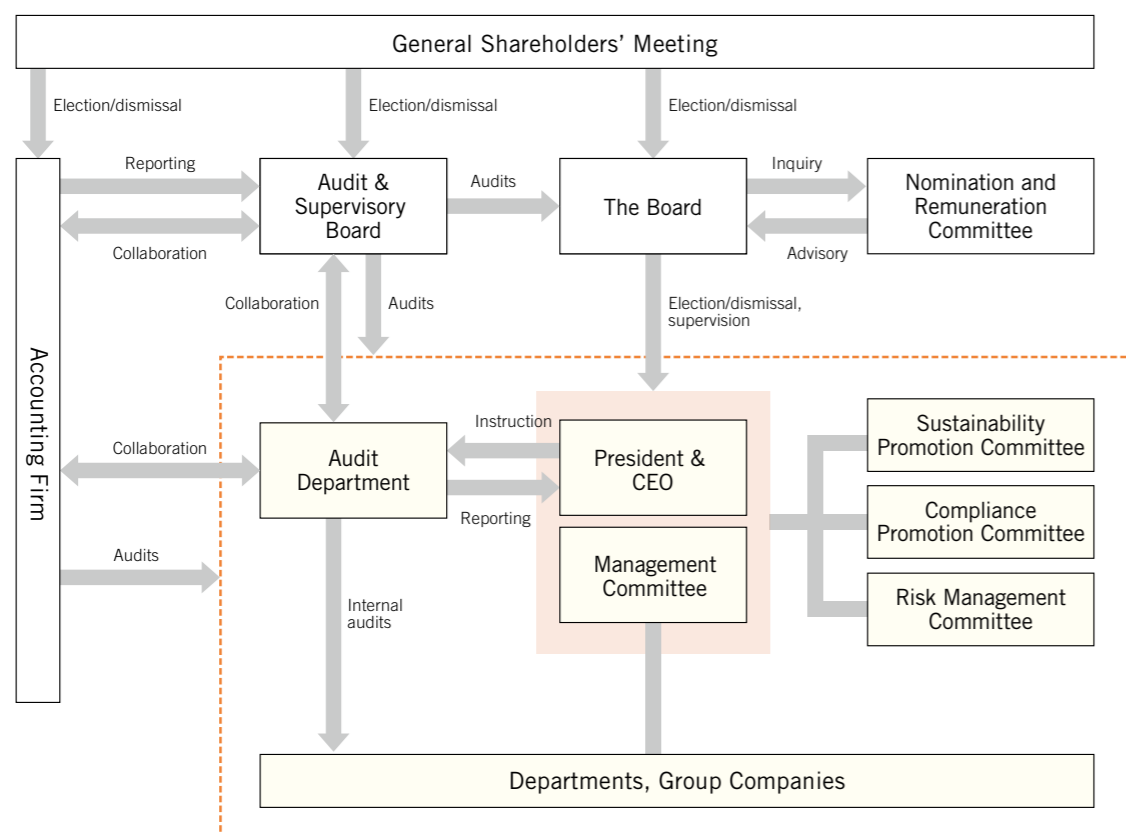 General Shareholders’ Meeting
Election/dismissal
Election/dismissal
Election/dismissal
Reporting
Collaboration
Audit &
Supervisory
Board
Audits
The Board
Inquiry
Advisory
Nomination and
Remuneration
Committee
Accounting Firm
Collaboration
Audits
Election/dismissal,
supervision
Collaboration
Audit
Department
Instruction
Reporting
President &
CEO
Management
Committee
Sustainability
Promotion Committee
Compliance
Promotion Committee
Risk Management
Committee
Audits
Internal
audits
Departments, Group Companies